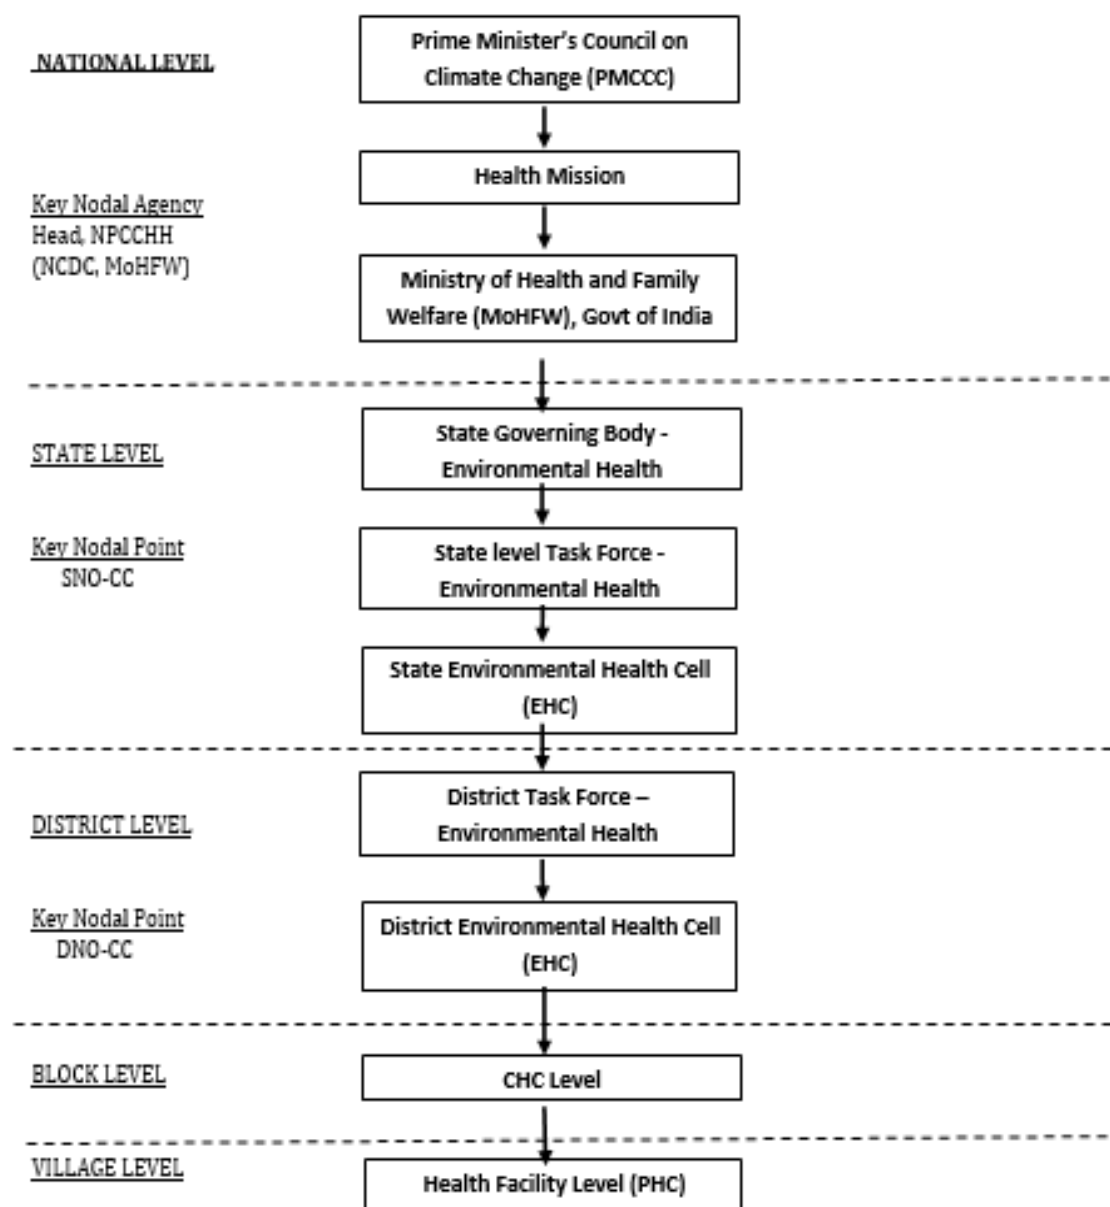 NATIONAL LEVEL
Prime Minister's Council on
Climate Change (PMCCC)
Health Mission
Key Nodal Agency
Head, NPCCHH
(NCDC, MoHFW)
Ministry of Health and Family
Welfare (MoHFW), Govt of India
STATE LEVEL
State Governing Body -
Environmental Health
Key Nodal Point
SNO-CC
State level Task Force -
Environmental Health
State Environmental Health Cell
(EHC)
DISTRICT LEVEL
District Task Force –
Environmental Health
Key Nodal Point
DNO-CC
District Environmental Health Cell
(EHC)
BLOCK LEVEL
CHC Level
VILLAGE LEVEL
Health Facility Level (PHC)